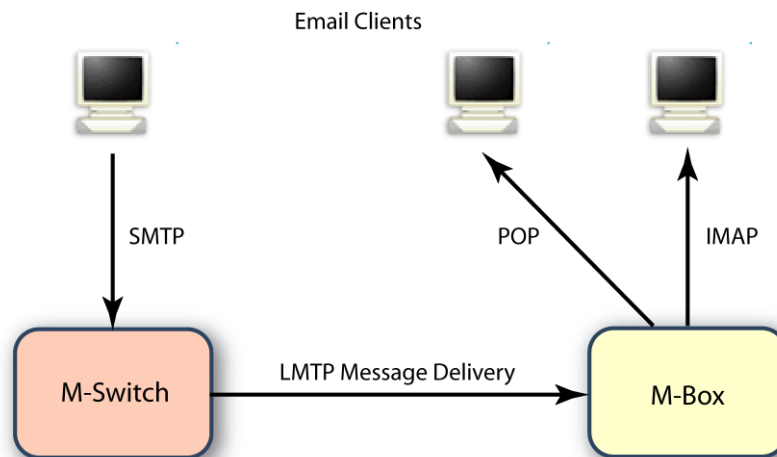 Email Clients
SMTP
POP
IMAP
LMTP Message Delivery
M-Switch
M-Box